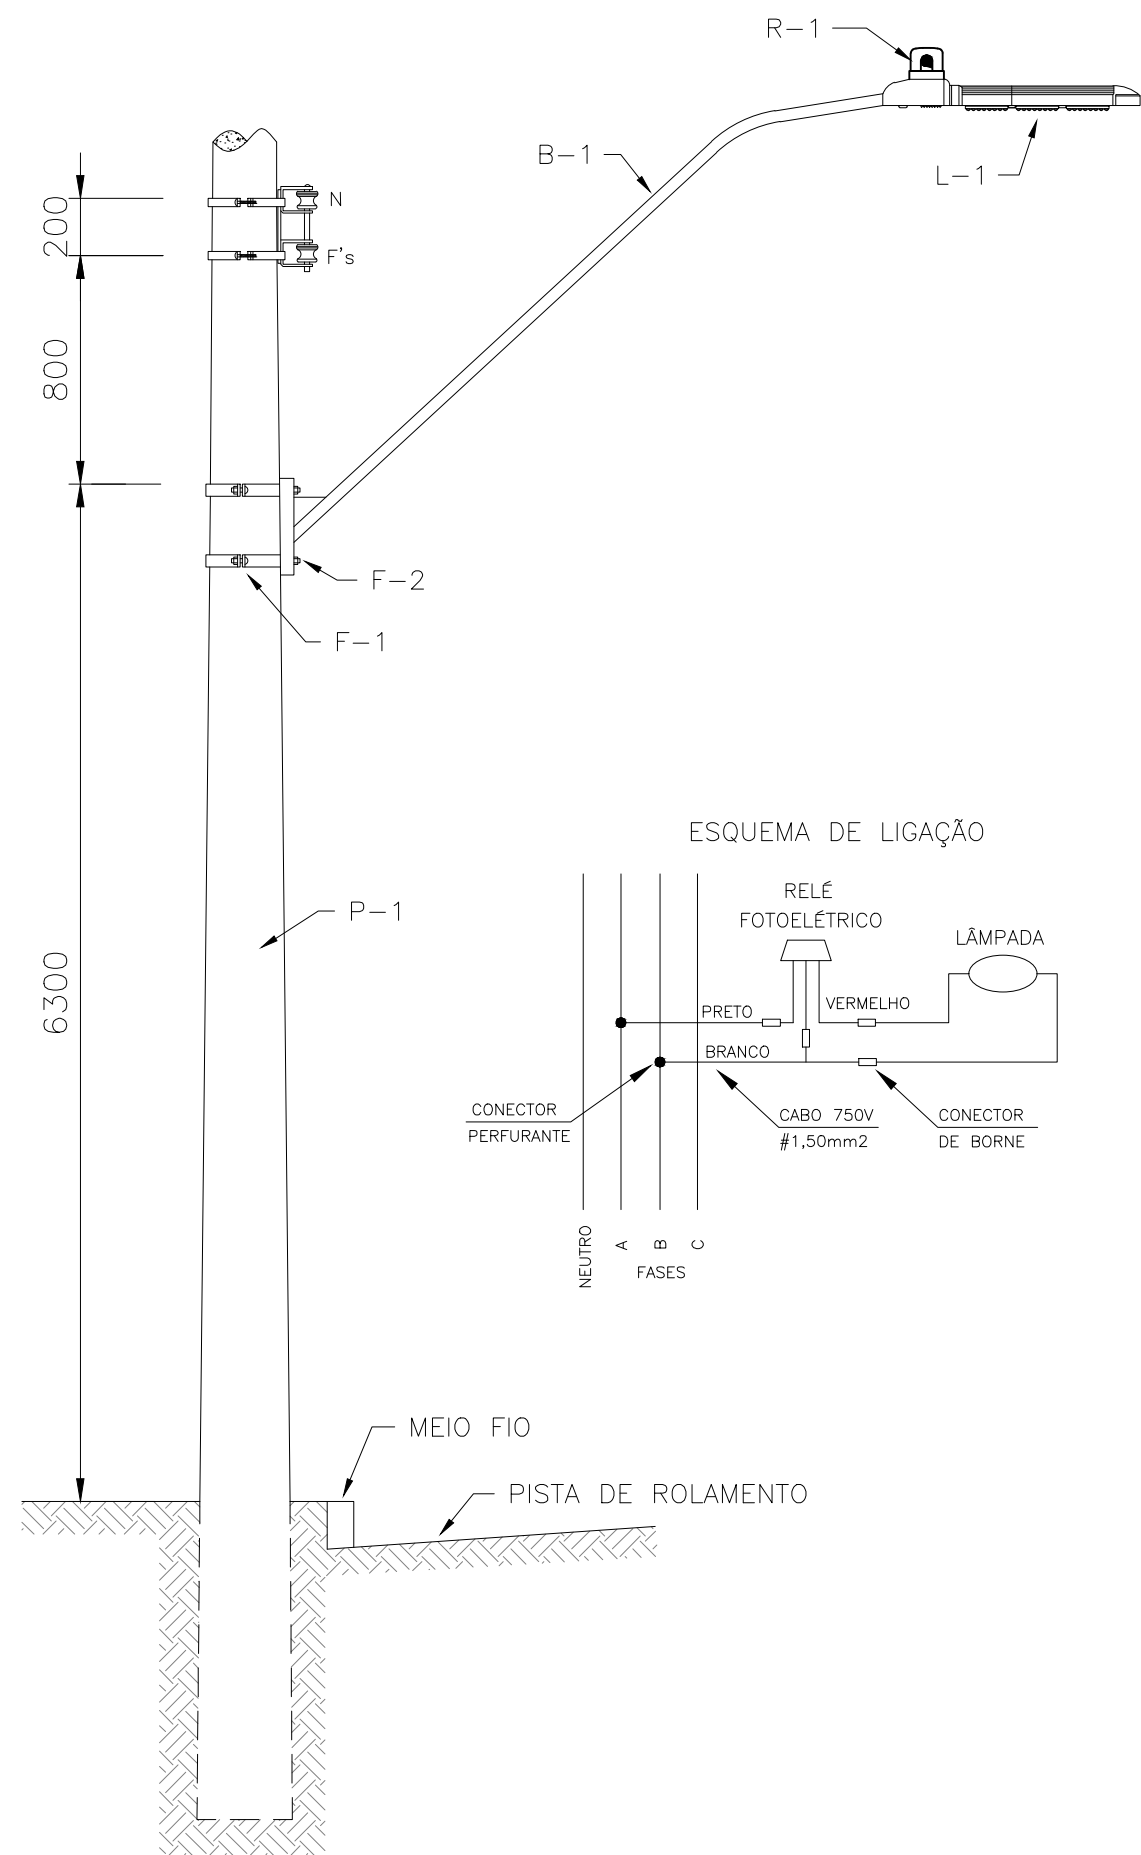 R-1
B-1
L-1
N
200
F's
800
F-2
F-1
ESQUEMA DE LIGAÇÃO
RELÉ
FOTOELÉTRICO
P-1
LÂMPADA
6300
PRETO
VERMELHO
BRANCO
CONECTOR
PERFURANTE
CABO 750V
#1,50mm2
CONECTOR
DE BORNE
NEUTRO
A
B
C
FASES
MEIO FIO
PISTA DE ROLAMENTO